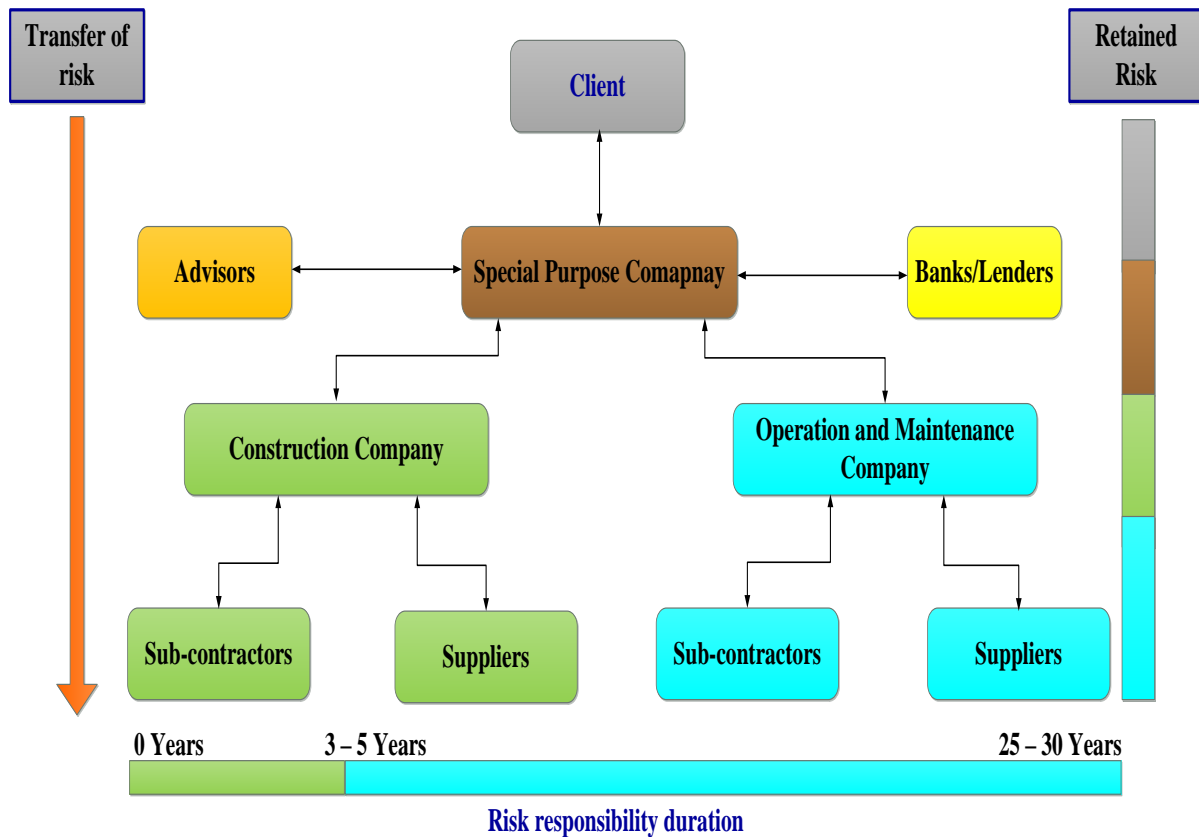 Transfer of
risk
Retained
Risk
Client
Advisors
Special Purpose Comapnay
Banks/Lenders
Construction Company
Operation and Maintenance
Company
Sub-contractors
Suppliers
Sub-contractors
Suppliers
0 Years
3 – 5 Years
25 – 30 Years
Risk responsibility duration